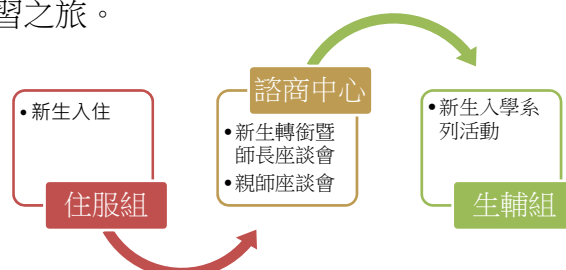 習之旅。
• 新生入住
住服組
諮商中心
• 新生轉銜暨
師長座談會
• 親師座談會
• 新生入學系
列活動
生輔組